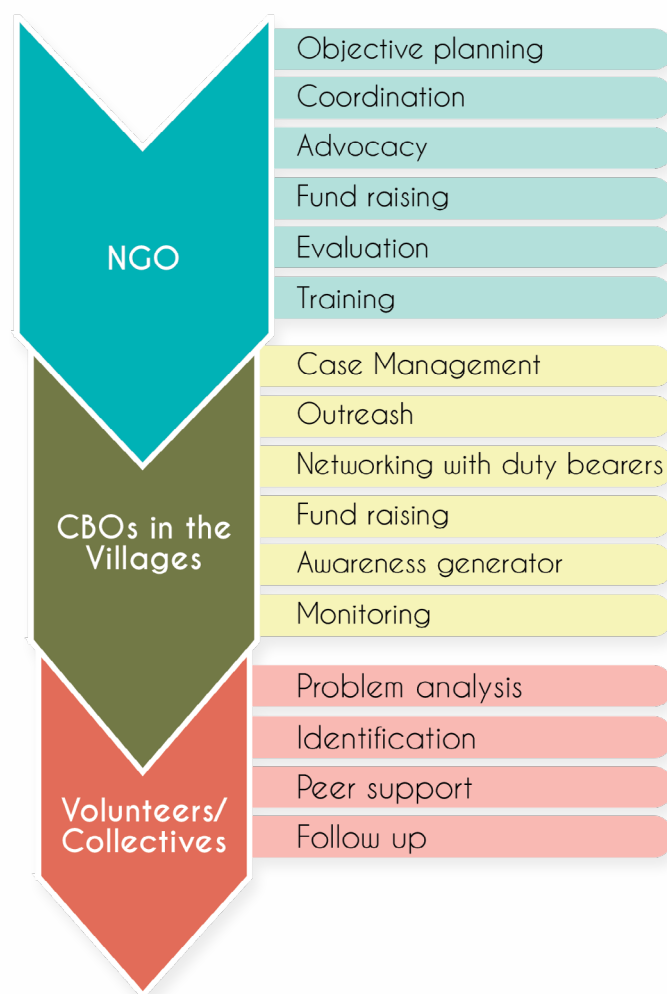 NGO
Objective planning
Coordination
Advocacy
Fund raising
Evaluation
Training
CBOs in the
Villages
Case Management
Outreash
Networking with duty bearers
Fund raising
Awareness generator
Monitoring
Volunteers/
Collectives
Problem analysis
Identification
Peer support
Follow up